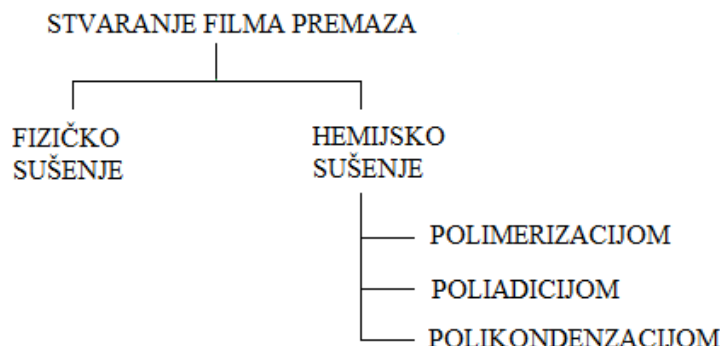 STVARANJE FILMA PREMAZA
FIZIČKO
SUŠENJE
HEMIJSKO
SUŠENJE
POLIMERIZACIJOM
POLIADICIJOM
POLIKONDENZACIJOM